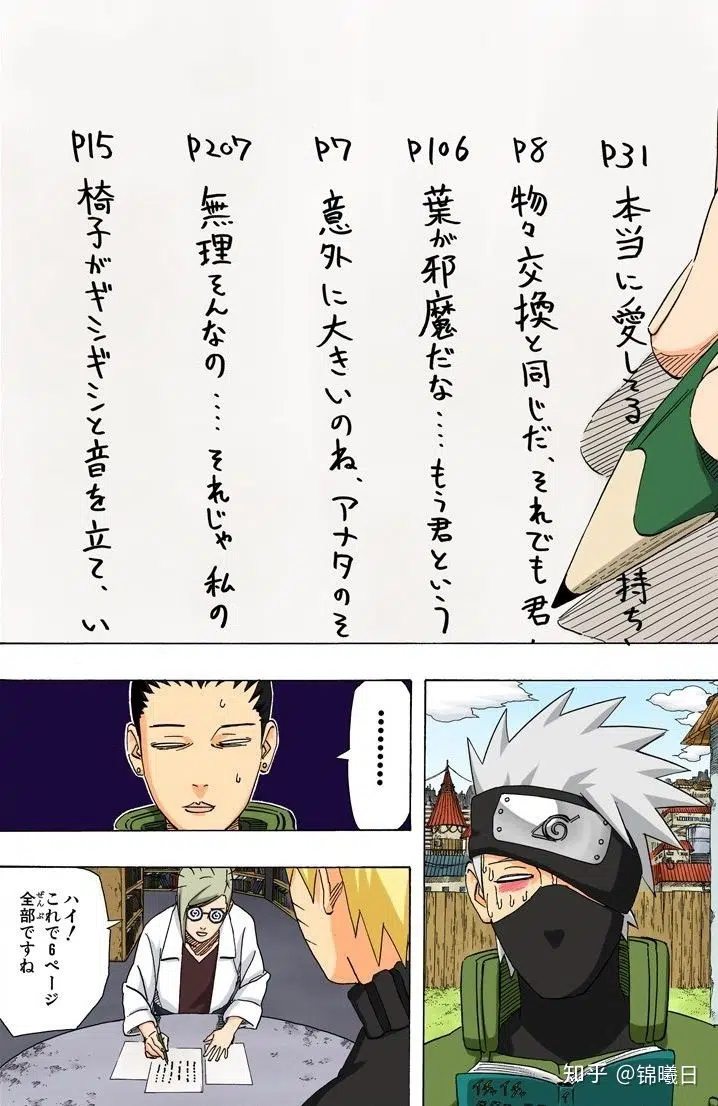 P31 本当に愛してる 持ち
P8 物々交換と同じだ、それでも君
P106 葉が邪魔だな‥‥もう君という
P7 意外に大きいのね、アナタのそ
P207 無理そんなの‥‥それじゃ私の
P15 椅子がギシギシと音を立て、い
………
ハイ!
これで6ページ
全部ですね
ぜんぶ
知乎 @锦曦日